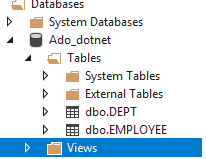 Databases
System Databases
Ado_dotnet
Tables
System Tables
External Tables
dbo.DEPT
dbo.EMPLOYEE
Views